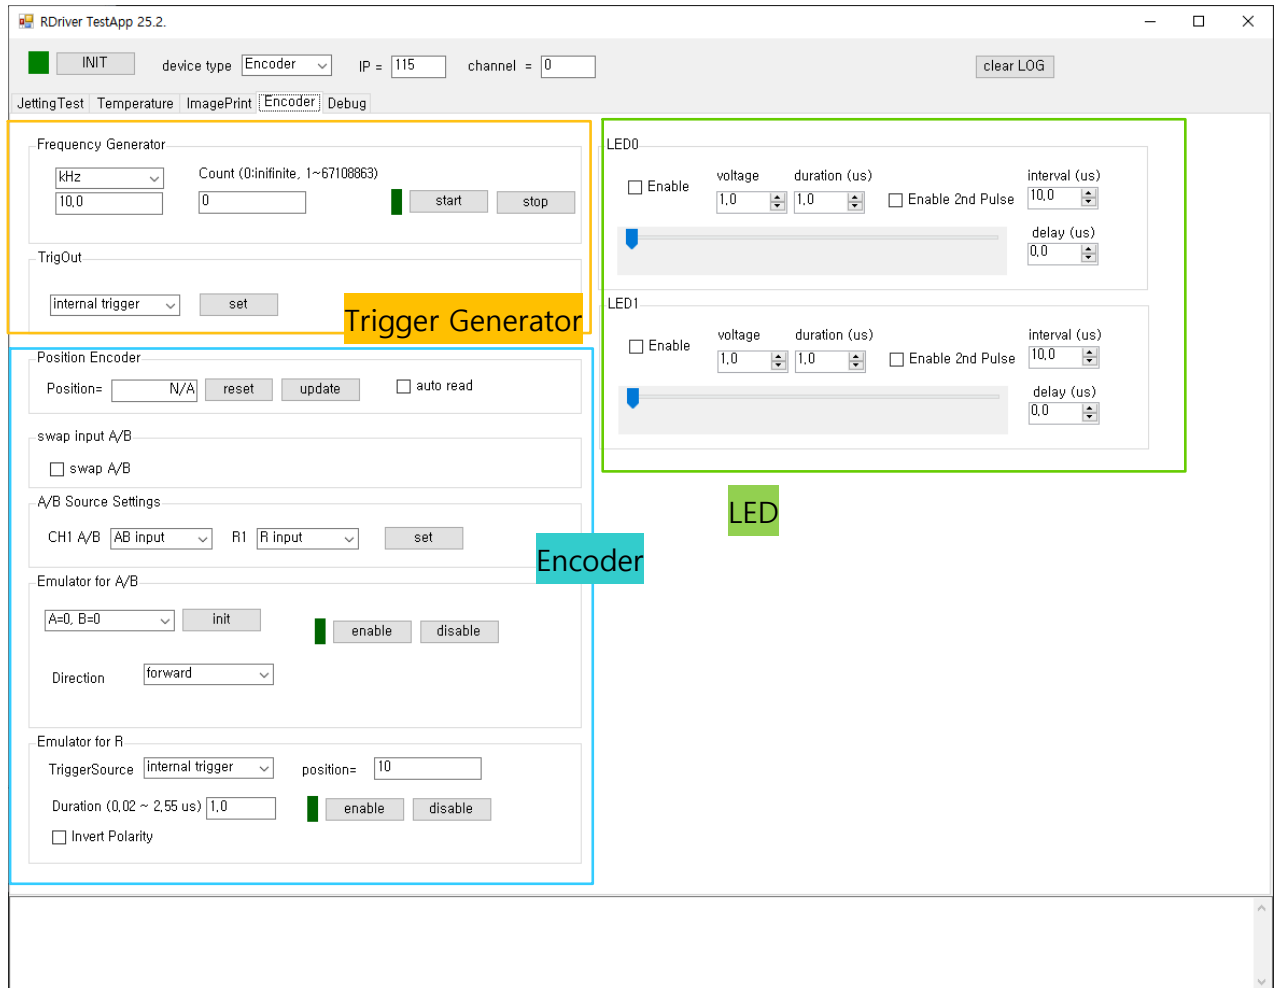 RDriver TestApp 25.2.
INIT
device type Encoder IP = 115 channel = 0
clear LOG
JettingTest Temperature ImagePrint Encoder Debug
Frequency Generator
kHz
Count (0:inifinite, 1~67108863)
10,0
0
start
stop
TrigOut
internal trigger
set
Trigger Generator
Position Encoder
Position= N/A reset update auto read
swap input A/B
swap A/B
A/B Source Settings
CH1 A/B AB input R1 R input set
Encoder
Emulator for A/B
A=0, B=0 init
enable disable
Direction forward
Emulator for R
TriggerSource internal trigger position= 10
Duration (0,02 ~ 2,55 us) 1,0 enable disable
Invert Polarity
LED0
Enable
voltage
duration (us)
interval (us)
1,0
1,0
Enable 2nd Pulse
10,0
delay (us)
0,0
LED1
Enable
voltage
duration (us)
interval (us)
1,0
1,0
Enable 2nd Pulse
10,0
delay (us)
0,0
LED